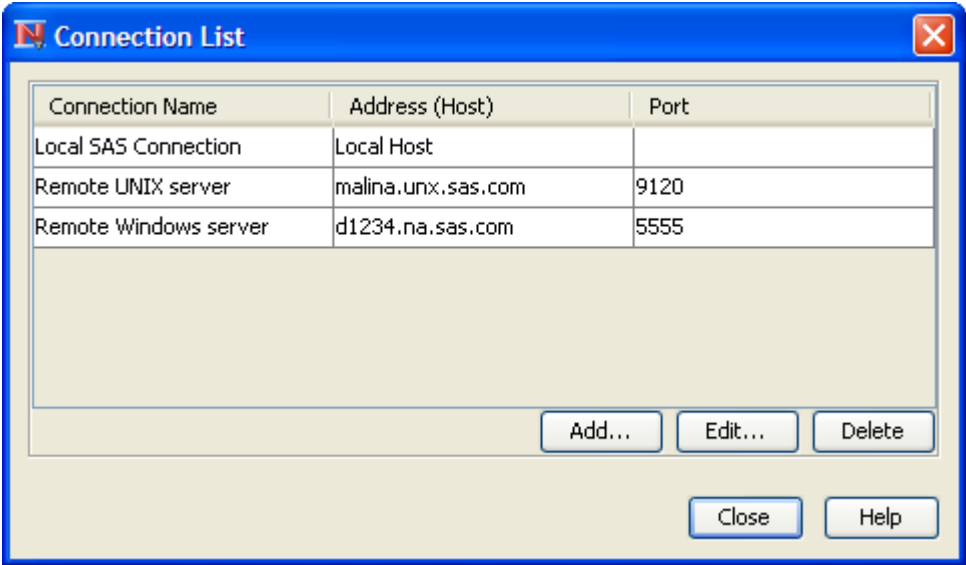 Connection List
Connection Name Address (Host) Port
Local SAS Connection Local Host
Remote UNIX server malina.unx.sas.com 9120
Remote Windows server d1234.na.sas.com 5555
Add... Edit... Delete
Close Help